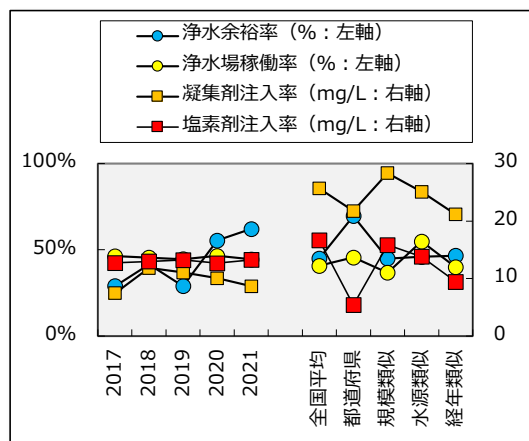 浄水余裕率（%：左軸）
浄水場稼働率（%：左軸）
凝集剤注入率（mg/L：右軸）
塩素剤注入率（mg/L：右軸）
100%
50%
0%
30
20
10
0
2017
2018
2019
2020
2021
全国平均
都道府県
規模類似
水源類似
経年類似